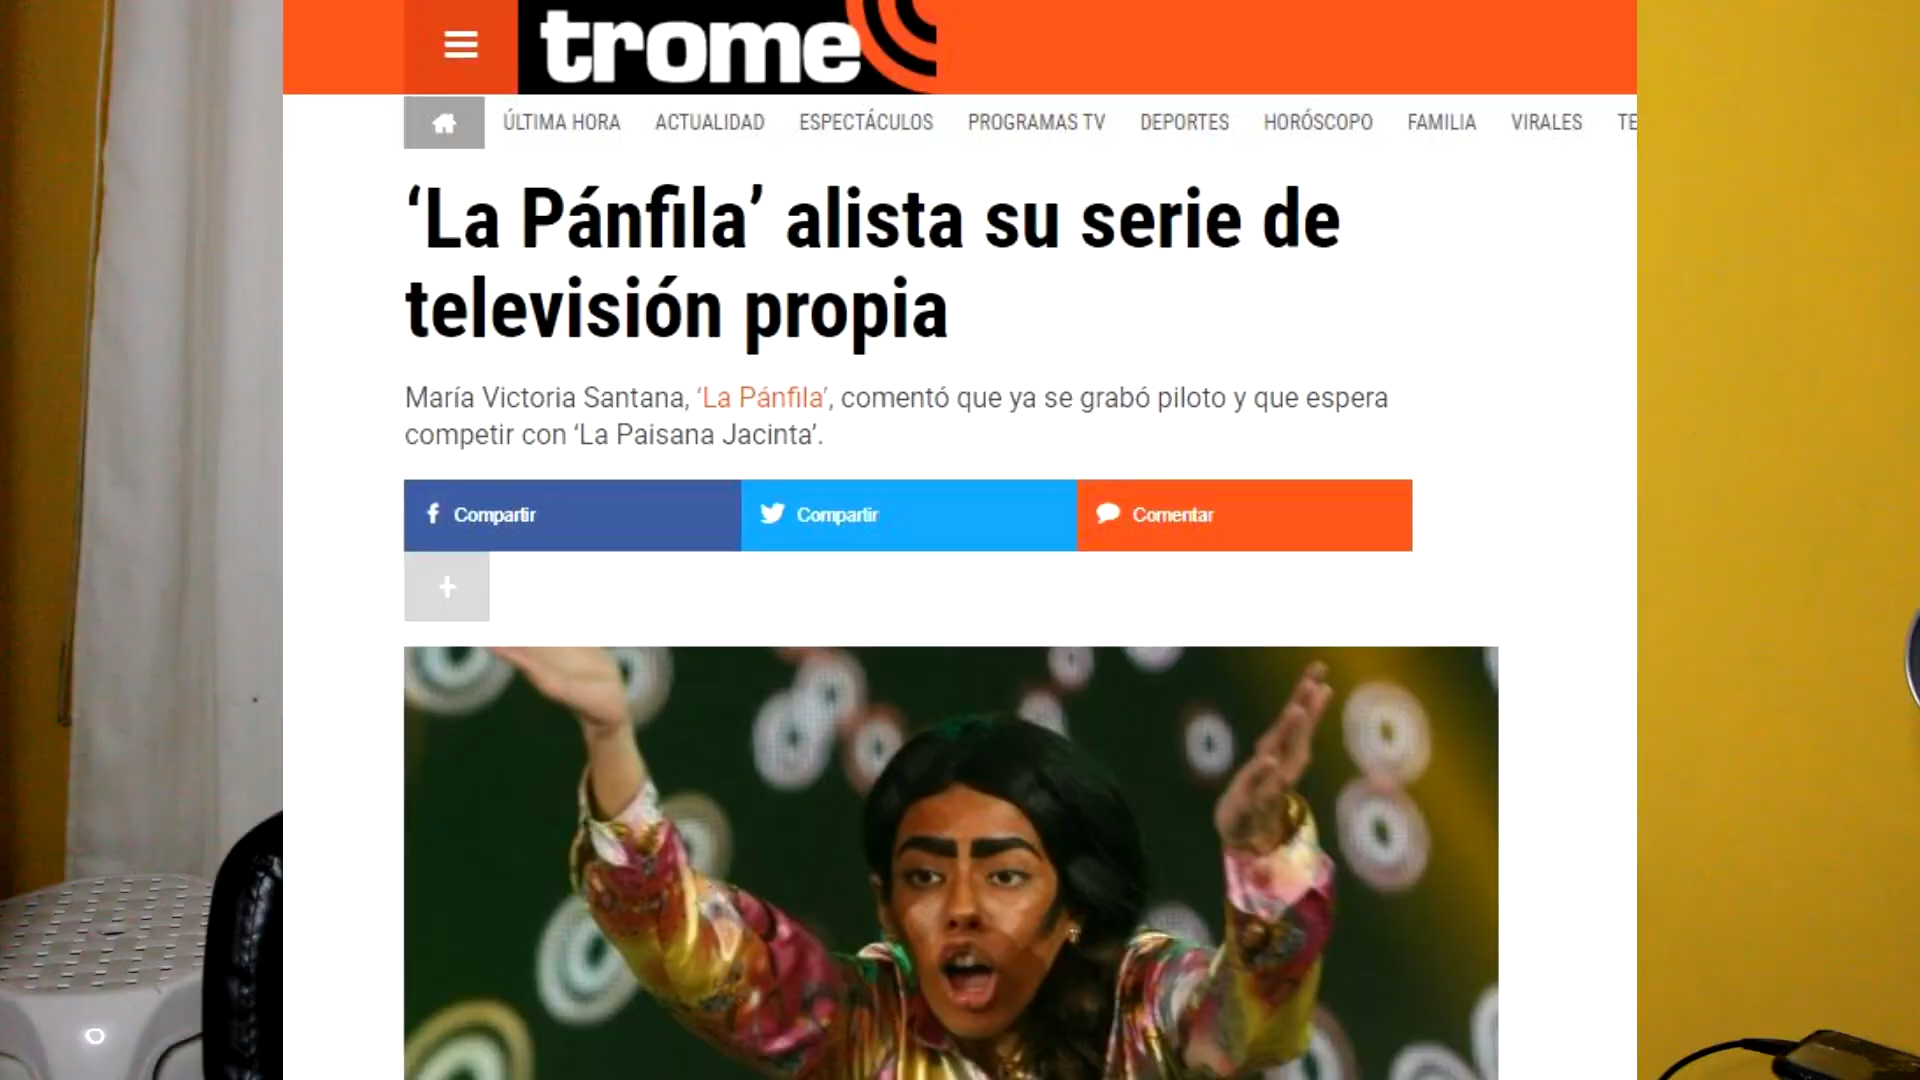 trome
ÚLTIMA HORA ACTUALIDAD ESPECTÁCULOS PROGRAMAS TV DEPORTES HORÓSCOPO FAMILIA VIRALES TE
‘La Pánfila’ alista su serie de
televisión propia
María Victoria Santana, ‘La Pánfila’, comentó que ya se grabó piloto y que espera
competir con ‘La Paisana Jacinta’.
Compartir Compartir Comentar
+